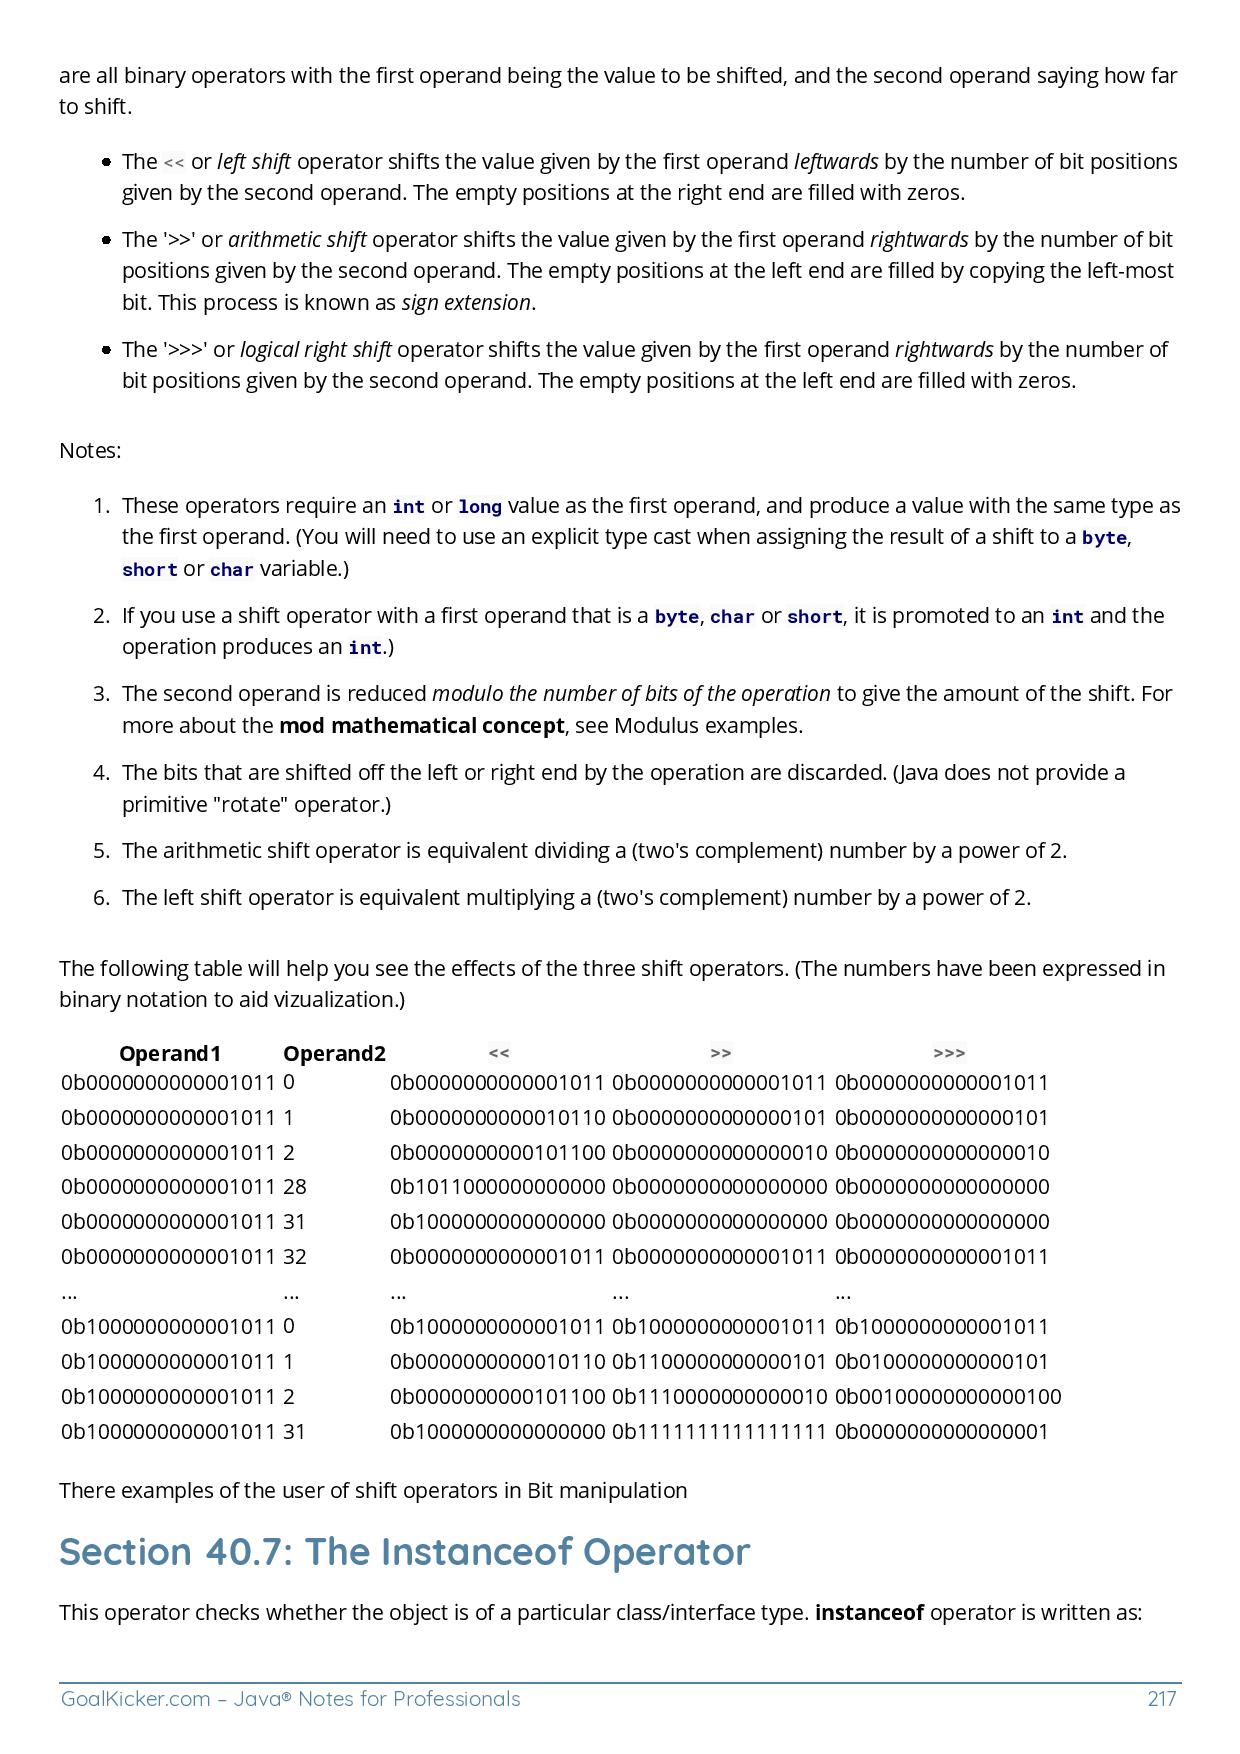 are all binary operators with the first operand being the value to be shifted, and the second operand saying how far
to shift.
• The << or left shift operator shifts the value given by the first operand leftwards by the number of bit positions
given by the second operand. The empty positions at the right end are filled with zeros.
• The '>>' or arithmetic shift operator shifts the value given by the first operand rightwards by the number of bit
positions given by the second operand. The empty positions at the left end are filled by copying the left-most
bit. This process is known as sign extension.
• The '>>>' or logical right shift operator shifts the value given by the first operand rightwards by the number of
bit positions given by the second operand. The empty positions at the left end are filled with zeros.
Notes:
1. These operators require an int or long value as the first operand, and produce a value with the same type as
the first operand. (You will need to use an explicit type cast when assigning the result of a shift to a byte,
short or char variable.)
2. If you use a shift operator with a first operand that is a byte, char or short, it is promoted to an int and the
operation produces an int.)
3. The second operand is reduced modulo the number of bits of the operation to give the amount of the shift. For
more about the mod mathematical concept, see Modulus examples.
4. The bits that are shifted off the left or right end by the operation are discarded. (Java does not provide a
primitive "rotate" operator.)
5. The arithmetic shift operator is equivalent dividing a (two's complement) number by a power of 2.
6. The left shift operator is equivalent multiplying a (two's complement) number by a power of 2.
The following table will help you see the effects of the three shift operators. (The numbers have been expressed in
binary notation to aid vizualization.)
Operand1 Operand2 << >> >>>
0b0000000000001011 0 0b0000000000001011 0b0000000000001011 0b0000000000001011
0b0000000000001011 1 0b0000000000010110 0b0000000000000101 0b0000000000000101
0b0000000000001011 2 0b0000000000101100 0b0000000000000010 0b0000000000000010
0b0000000000001011 28 0b1011000000000000 0b0000000000000000 0b0000000000000000
0b0000000000001011 31 0b1000000000000000 0b0000000000000000 0b0000000000000000
0b0000000000001011 32 0b0000000000001011 0b0000000000001011 0b0000000000001011
... ... ... ... ...
0b1000000000001011 0 0b1000000000001011 0b1000000000001011 0b1000000000001011
0b1000000000001011 1 0b0000000000010110 0b1100000000000101 0b0100000000000101
0b1000000000001011 2 0b0000000000101100 0b1110000000000010 0b00100000000000100
0b1000000000001011 31 0b1000000000000000 0b1111111111111111 0b0000000000000001
There examples of the user of shift operators in Bit manipulation
Section 40.7: The Instanceof Operator
This operator checks whether the object is of a particular class/interface type. instanceof operator is written as:
GoalKicker.com – Java® Notes for Professionals 217